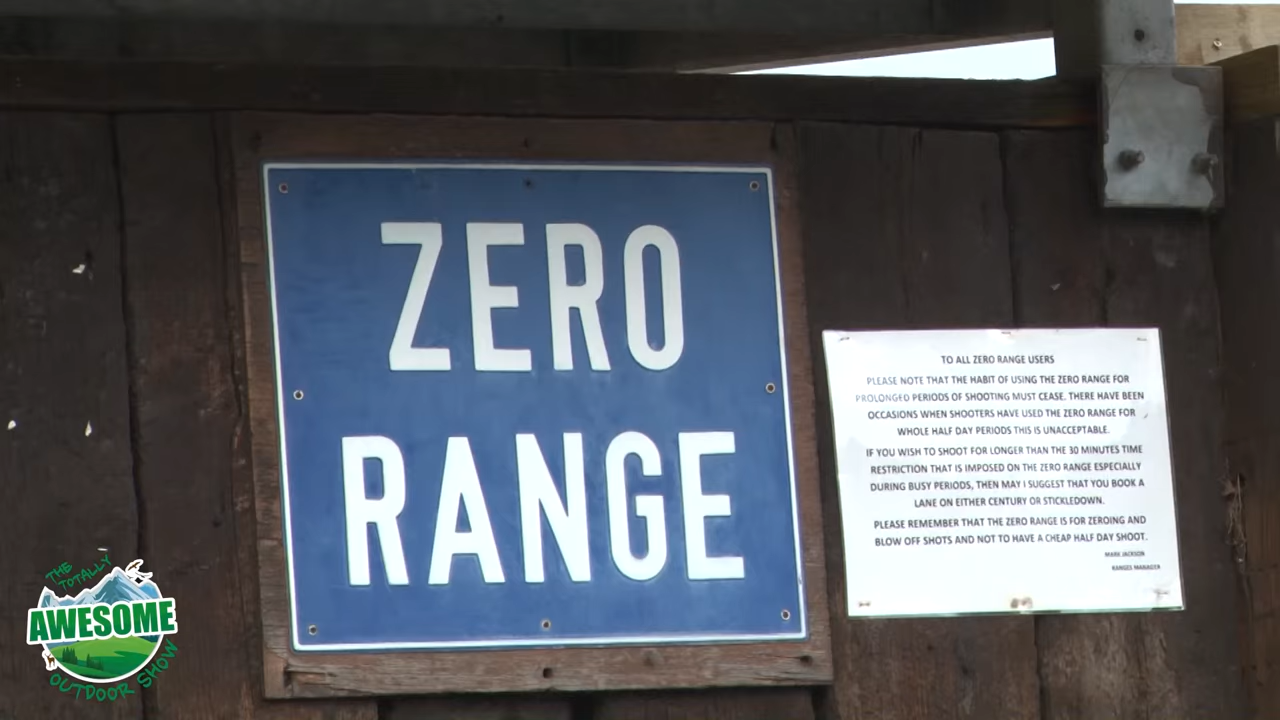 ZERO
RANGE
TO ALL ZERO RANGE USERS
PLEASE NOTE THAT THE HABIT OF USING THE ZERO RANGE FOR
PROLONGED PERIODS OF SHOOTING MUST CEASE. THERE HAVE BEEN
OCCASIONS WHEN SHOOTERS HAVE USED THE ZERO RANGE FOR
WHOLE HALF DAY PERIODS THIS IS UNACCEPTABLE.
IF YOU WISH TO SHOOT FOR LONGER THAN THE 30 MINUTES TIME
RESTRICTION THAT IS IMPOSED ON THE ZERO RANGE ESPECIALLY
DURING BUSY PERIODS, THEN MAY I SUGGEST THAT YOU BOOK A
LANE ON EITHER CENTURY OR STICKLEDOWN.
PLEASE REMEMBER THAT THE ZERO RANGE IS FOR ZEROING AND
BLOW OFF SHOTS AND NOT TO HAVE A CHEAP HALF DAY SHOOT.
MARK JACKSON
RANGES MANAGER
THE
TOTALLY
AWESOME
OUTDOOR SHOW